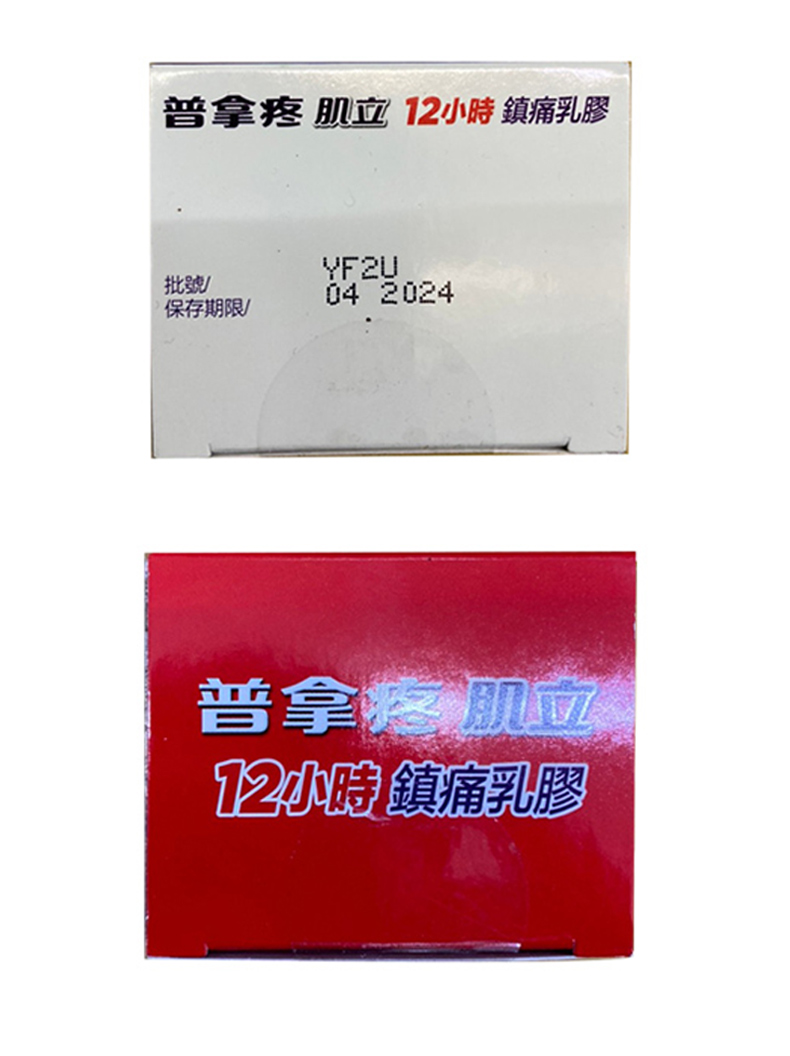 普拿疼 肌立 12小時 鎮痛乳膠
批號/ YF2U
保存期限/ 04 2024
普拿疼 肌立
12小時 鎮痛乳膠